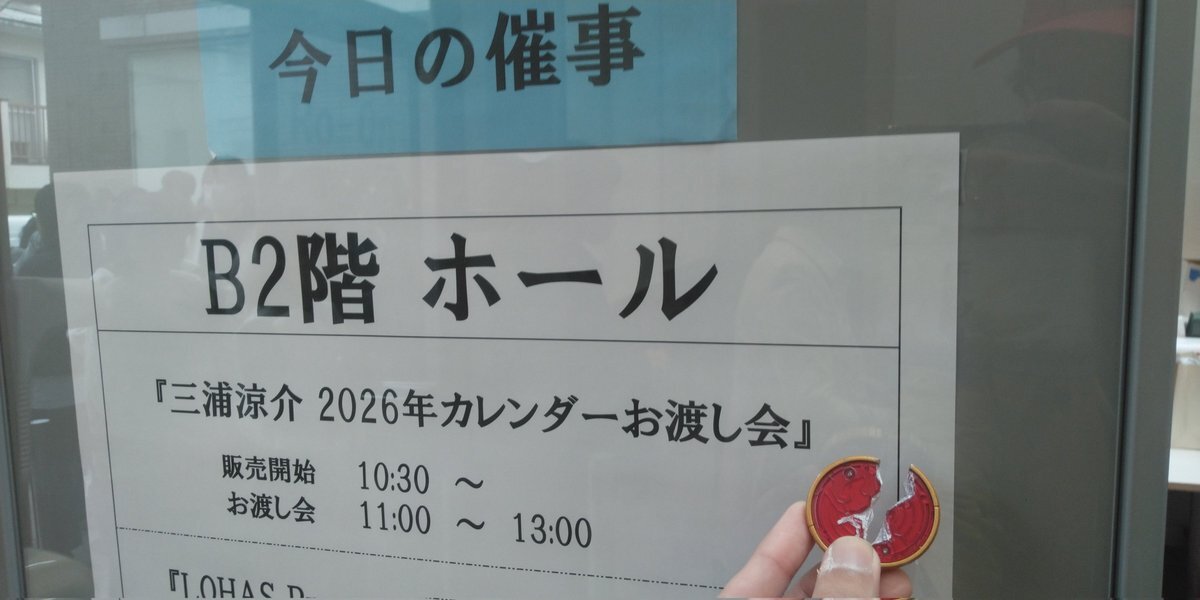 今日の催事
B2階 ホール
『三浦涼介 2026年カレンダーお渡し会』
販売開始 10:30 ～
お渡し会 11:00 ～ 13:00
『LOHAS